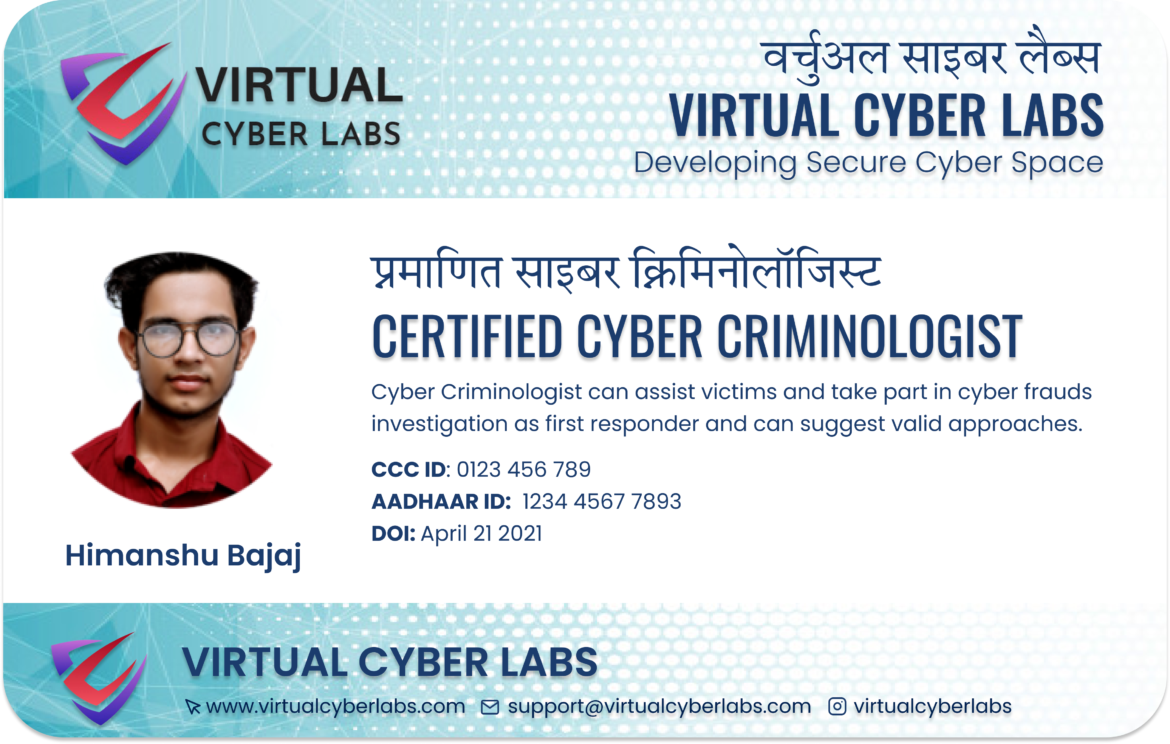 VIRTUAL
CYBER LABS
वर्चुअल साइबर लैब्स
VIRTUAL CYBER LABS
Developing Secure Cyber Space
प्रमाणित साइबर क्रिमिनोलॉजिस्ट
CERTIFIED CYBER CRIMINOLOGIST
Cyber Criminologist can assist victims and take part in cyber frauds
investigation as first responder and can suggest valid approaches.
CCC ID: 0123 456 789
AADHAAR ID: 1234 4567 7893
DOI: April 21 2021
Himanshu Bajaj
VIRTUAL CYBER LABS
www.virtualcyberlabs.com support@virtualcyberlabs.com virtualcyberlabs